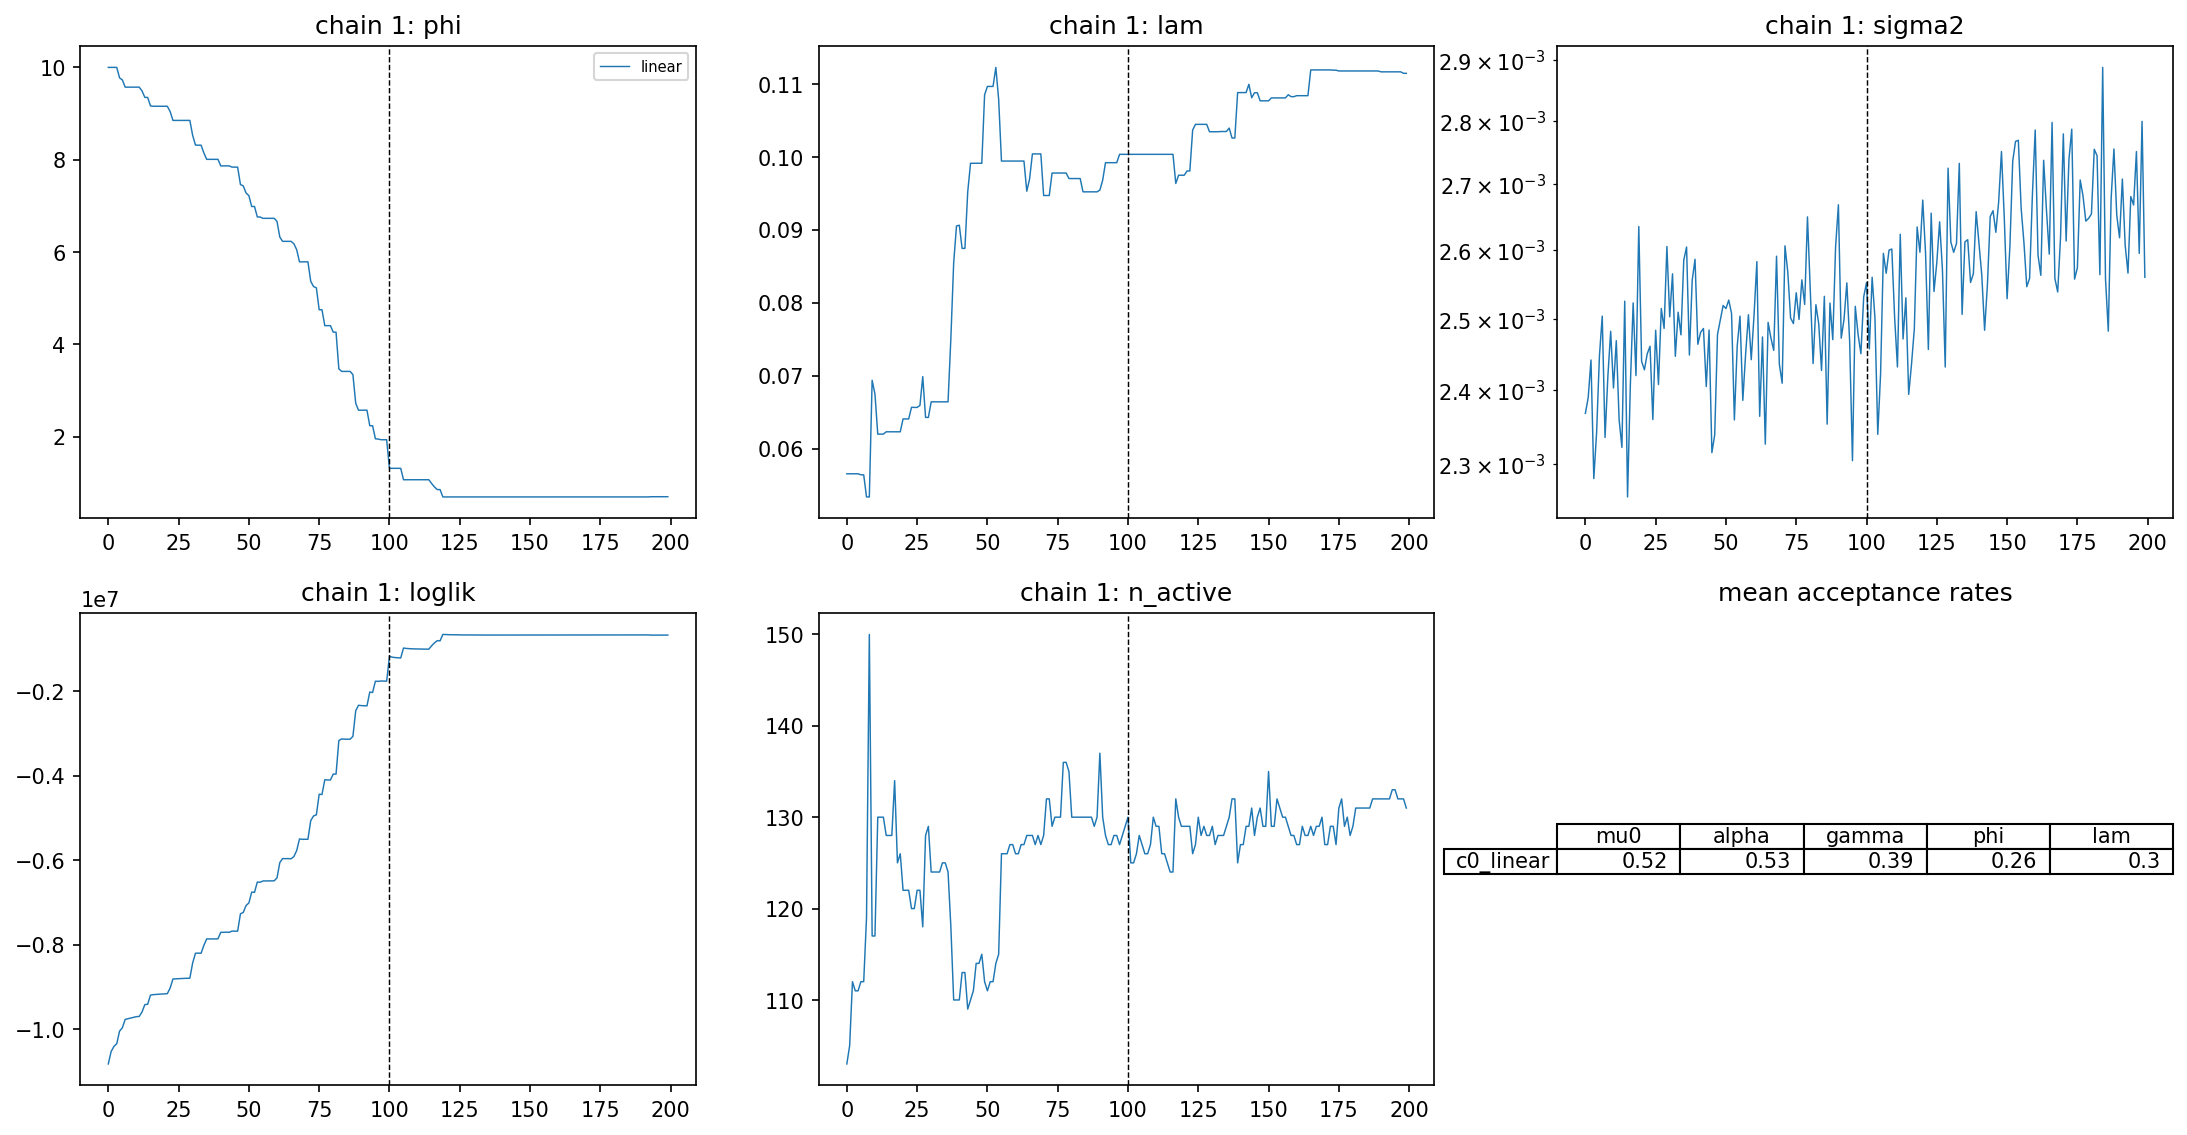 chain 1: phi
10
8
6
4
2
0 25 50 75 100 125 150 175 200
linear
chain 1: lam
0.11
0.10
0.09
0.08
0.07
0.06
0 25 50 75 100 125 150 175 200
chain 1: sigma2
2.9 × 10⁻³
2.8 × 10⁻³
2.7 × 10⁻³
2.6 × 10⁻³
2.5 × 10⁻³
2.4 × 10⁻³
2.3 × 10⁻³
0 25 50 75 100 125 150 175 200
chain 1: loglik
1e7
−0.2
−0.4
−0.6
−0.8
−1.0
0 25 50 75 100 125 150 175 200
chain 1: n_active
150
140
130
120
110
0 25 50 75 100 125 150 175 200
mean acceptance rates
mu0 alpha gamma phi lam
c0_linear 0.52 0.53 0.39 0.26 0.3